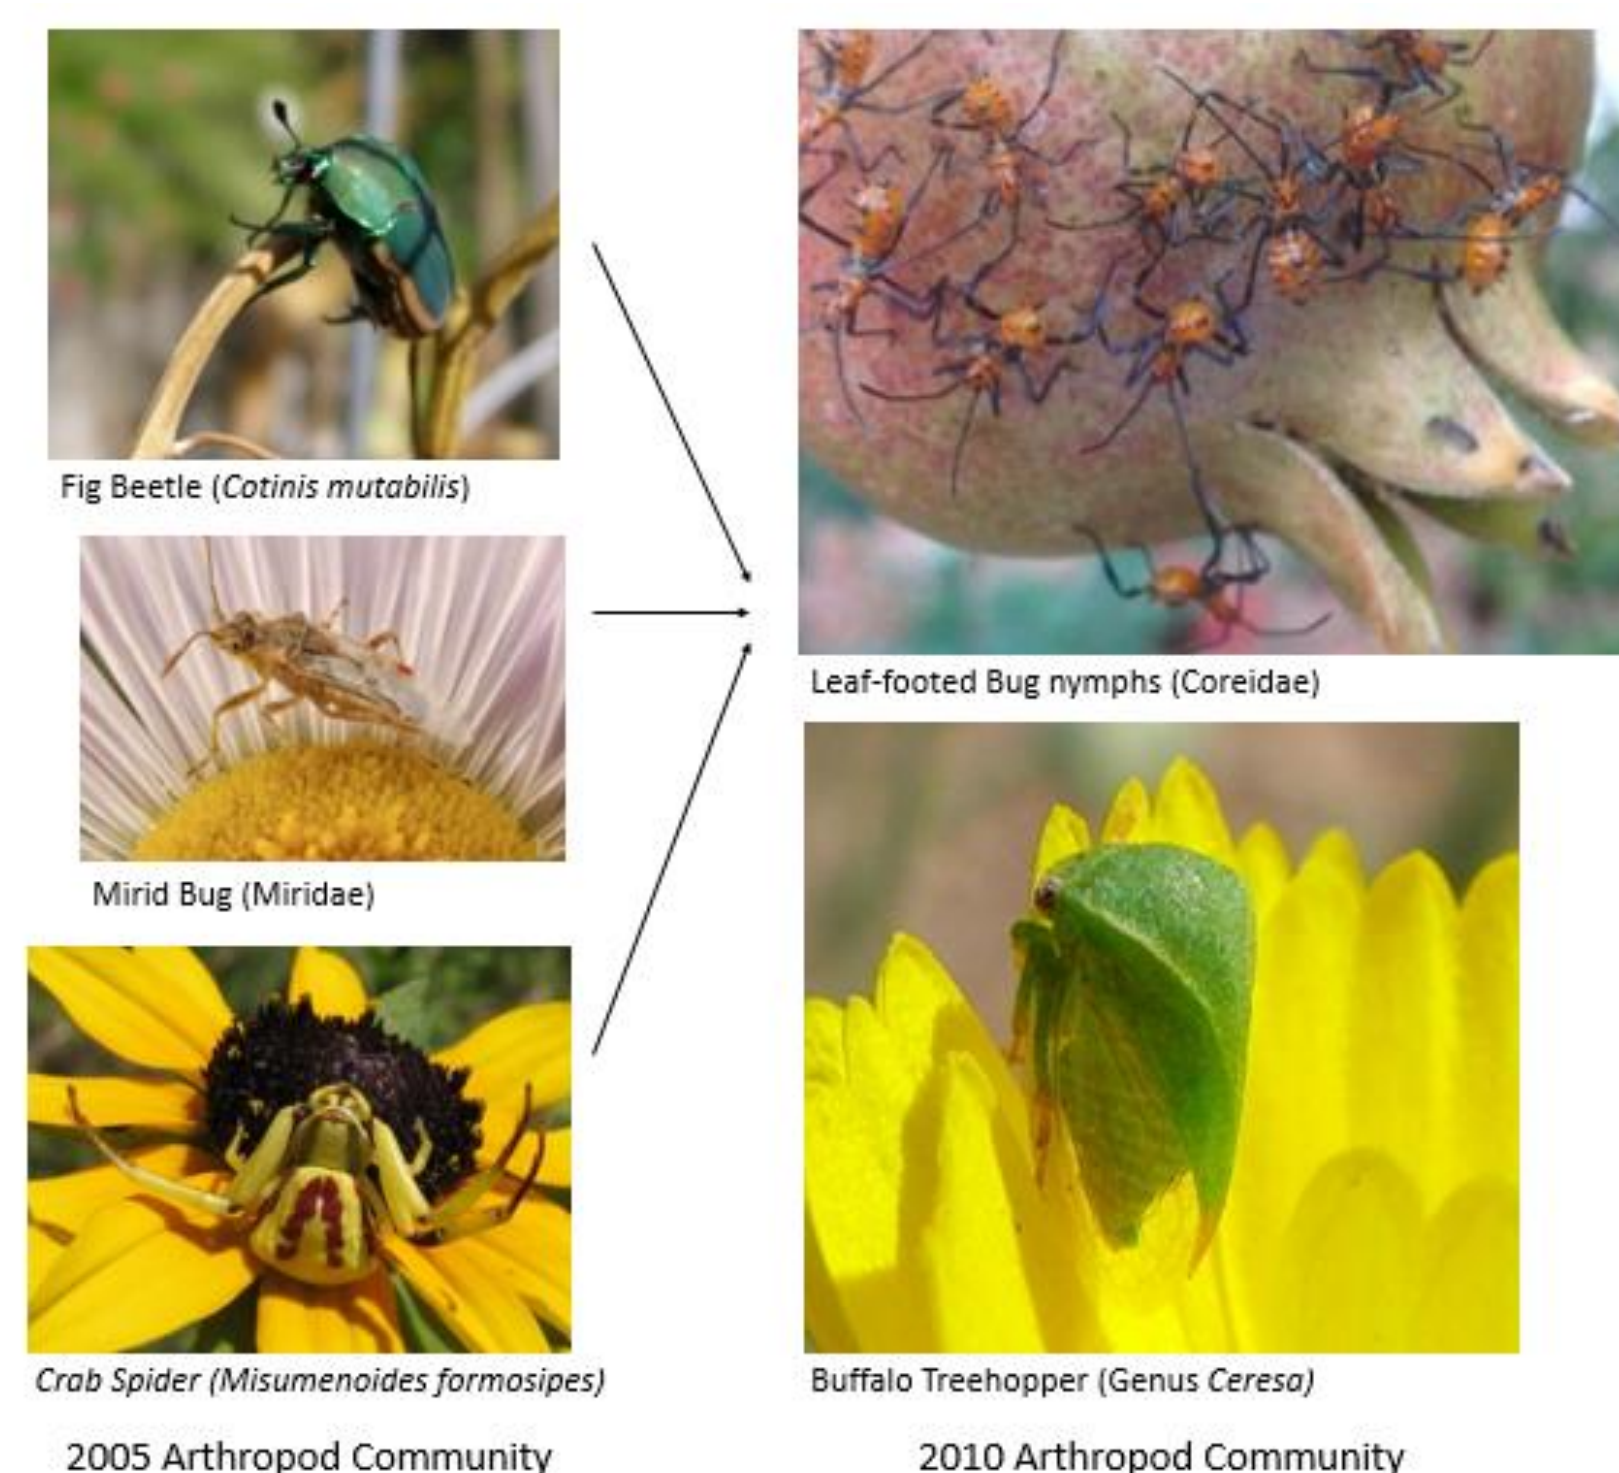 Fig Beetle (Cotinis mutabilis)
Mirid Bug (Miridae)
Crab Spider (Misumenoides formosipes)
2005 Arthropod Community
Leaf-footed Bug nymphs (Coreidae)
Buffalo Treehopper (Genus Ceresa)
2010 Arthropod Community